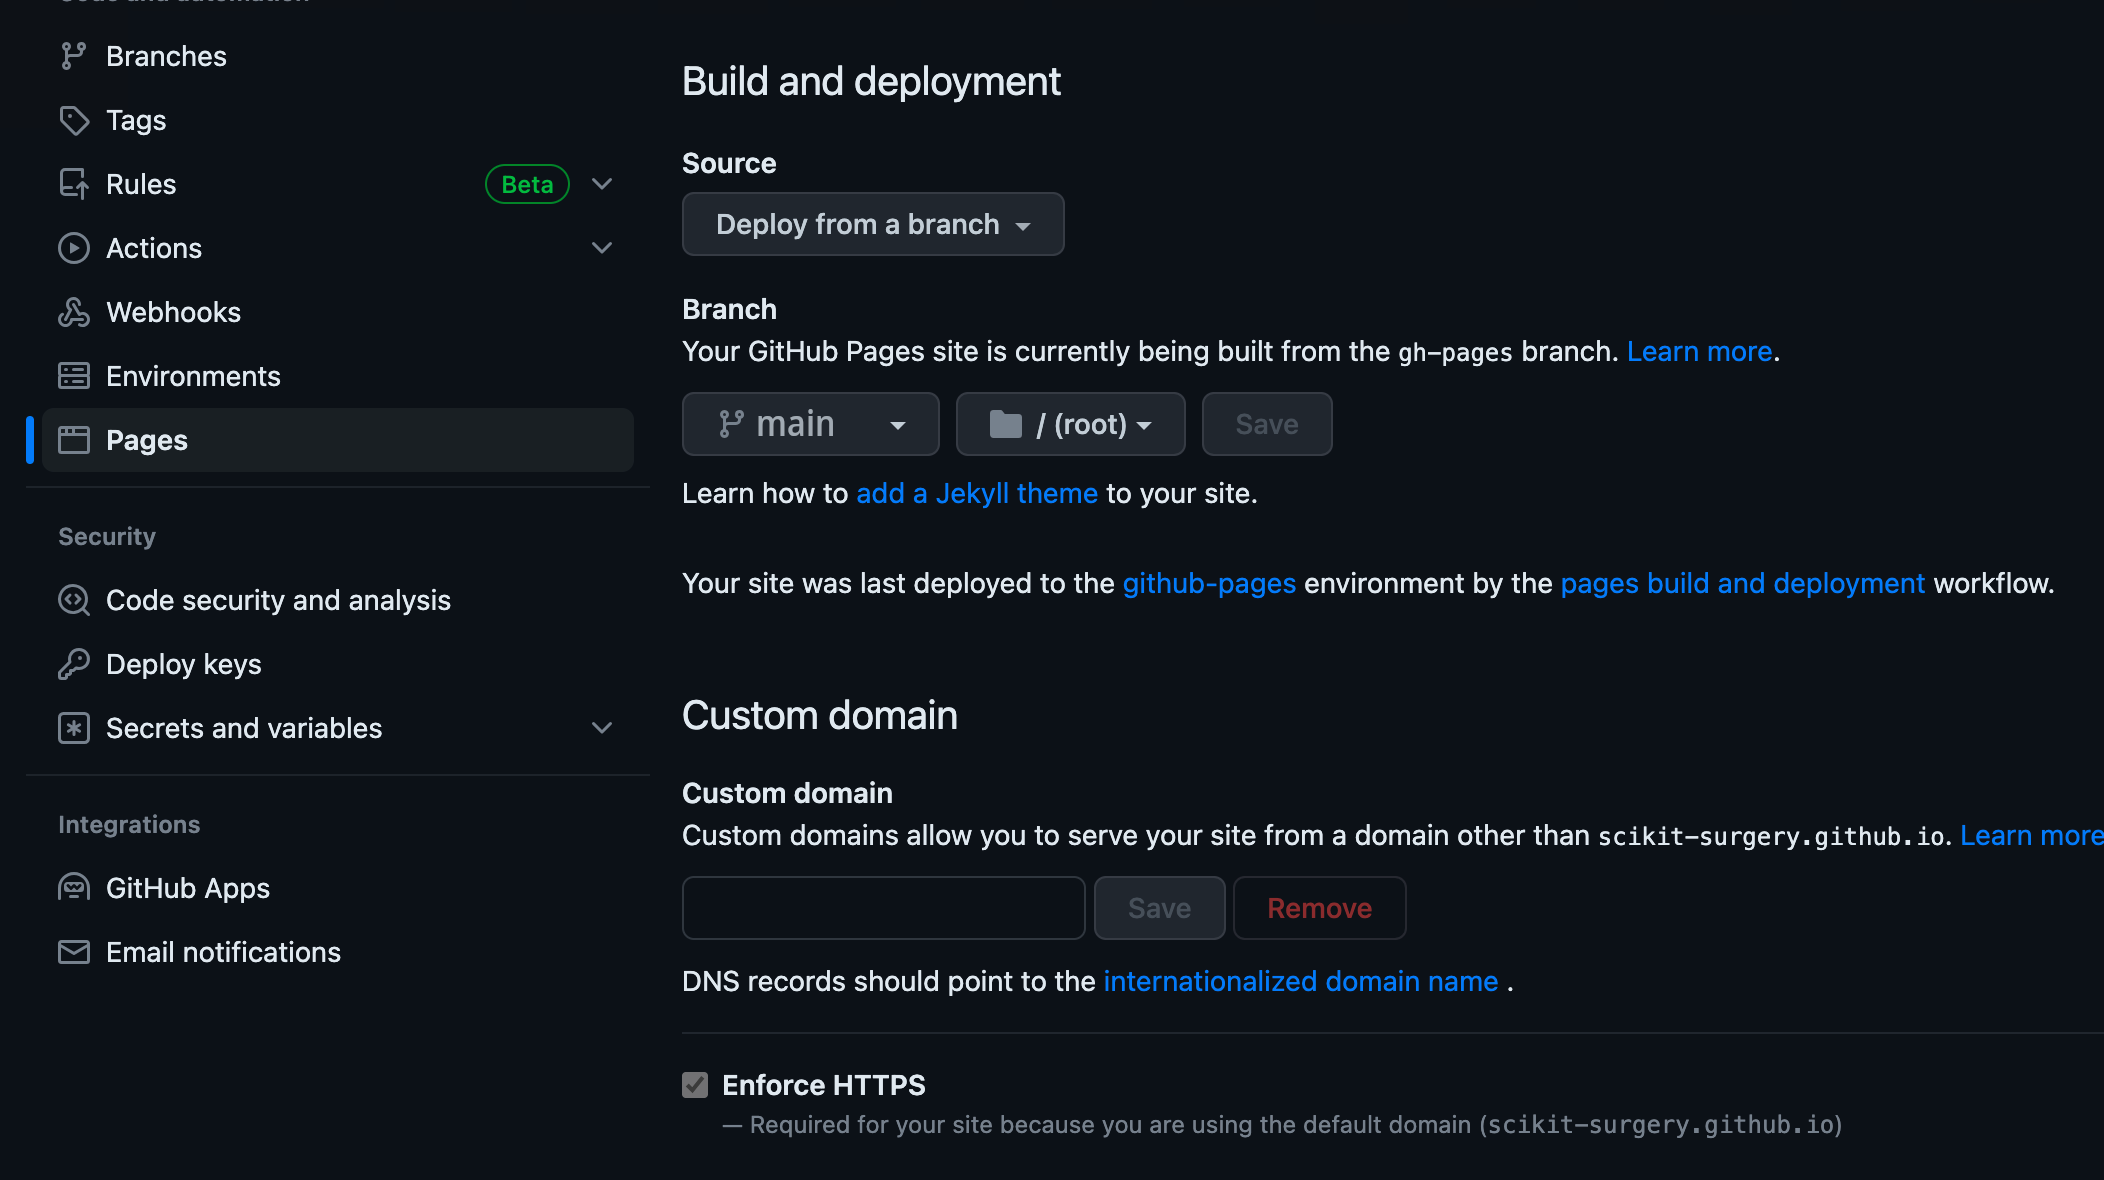 Branches
Tags
Rules Beta
Actions
Webhooks
Environments
Pages
Security
Code security and analysis
Deploy keys
Secrets and variables
Integrations
GitHub Apps
Email notifications
Build and deployment
Source
Deploy from a branch
Branch
Your GitHub Pages site is currently being built from the gh-pages branch. Learn more.
main / (root) Save
Learn how to add a Jekyll theme to your site.
Your site was last deployed to the github-pages environment by the pages build and deployment workflow.
Custom domain
Custom domain
Custom domains allow you to serve your site from a domain other than scikit-surgery.github.io. Learn more
Save Remove
DNS records should point to the internationalized domain name .
Enforce HTTPS
— Required for your site because you are using the default domain (scikit-surgery.github.io)